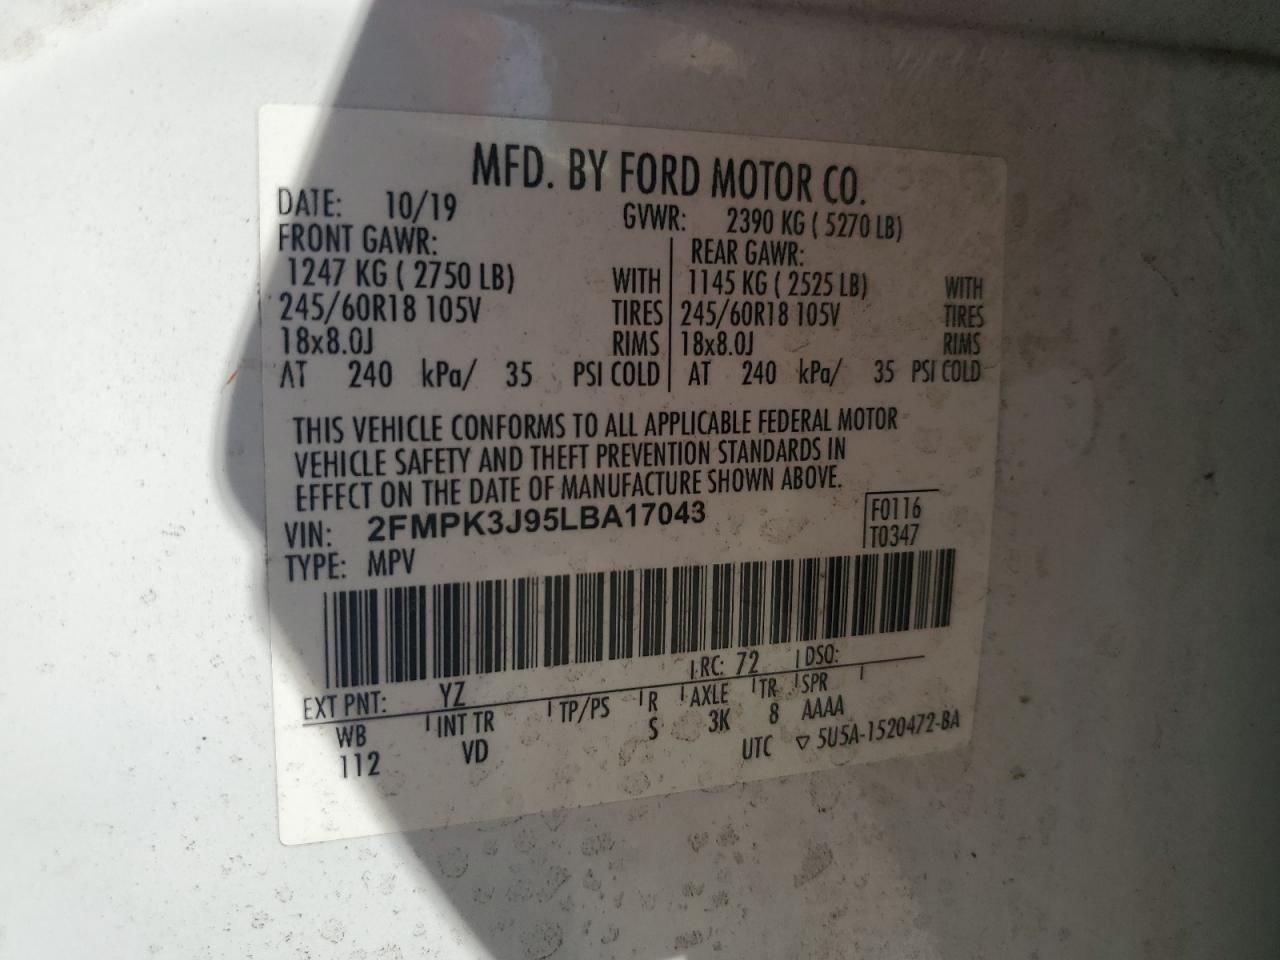 MFD. BY FORD MOTOR CO.
DATE: 10/19 GVWR: 2390 KG ( 5270 LB)
FRONT GAWR: REAR GAWR:
1247 KG ( 2750 LB) WITH 1145 KG ( 2525 LB) WITH
245/60R18 105V TIRES 245/60R18 105V TIRES
18x8.0J RIMS 18x8.0J RIMS
AT 240 kPa/ 35 PSI COLD AT 240 kPa/ 35 PSI COLD
THIS VEHICLE CONFORMS TO ALL APPLICABLE FEDERAL MOTOR
VEHICLE SAFETY AND THEFT PREVENTION STANDARDS IN
EFFECT ON THE DATE OF MANUFACTURE SHOWN ABOVE.
VIN: 2FMPK3J95LBA17043 F0116
TYPE: MPV T0347
EXT PNT: YZ RC: 72 DSO:
WB INT TR TP/PS R AXLE TR SPR
112 VD S 3K 8 AAAA
UTC ▽ 5U5A-1520472-BA